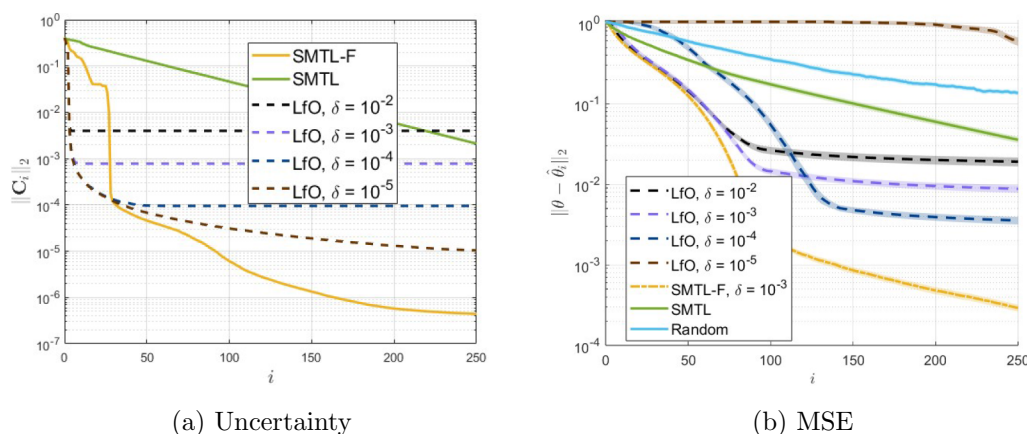 10^0
10^-1
10^-2
10^-3
10^-4
10^-5
10^-6
10^-7
‖C_i‖_2
0 50 100 150 200 250
i
SMTL-F
SMTL
LfO, δ = 10^-2
LfO, δ = 10^-3
LfO, δ = 10^-4
LfO, δ = 10^-5
(a) Uncertainty
10^0
10^-1
10^-2
10^-3
10^-4
‖θ - θ̂_i‖_2
0 50 100 150 200 250
i
LfO, δ = 10^-2
LfO, δ = 10^-3
LfO, δ = 10^-4
LfO, δ = 10^-5
SMTL-F, δ = 10^-3
SMTL
Random
(b) MSE